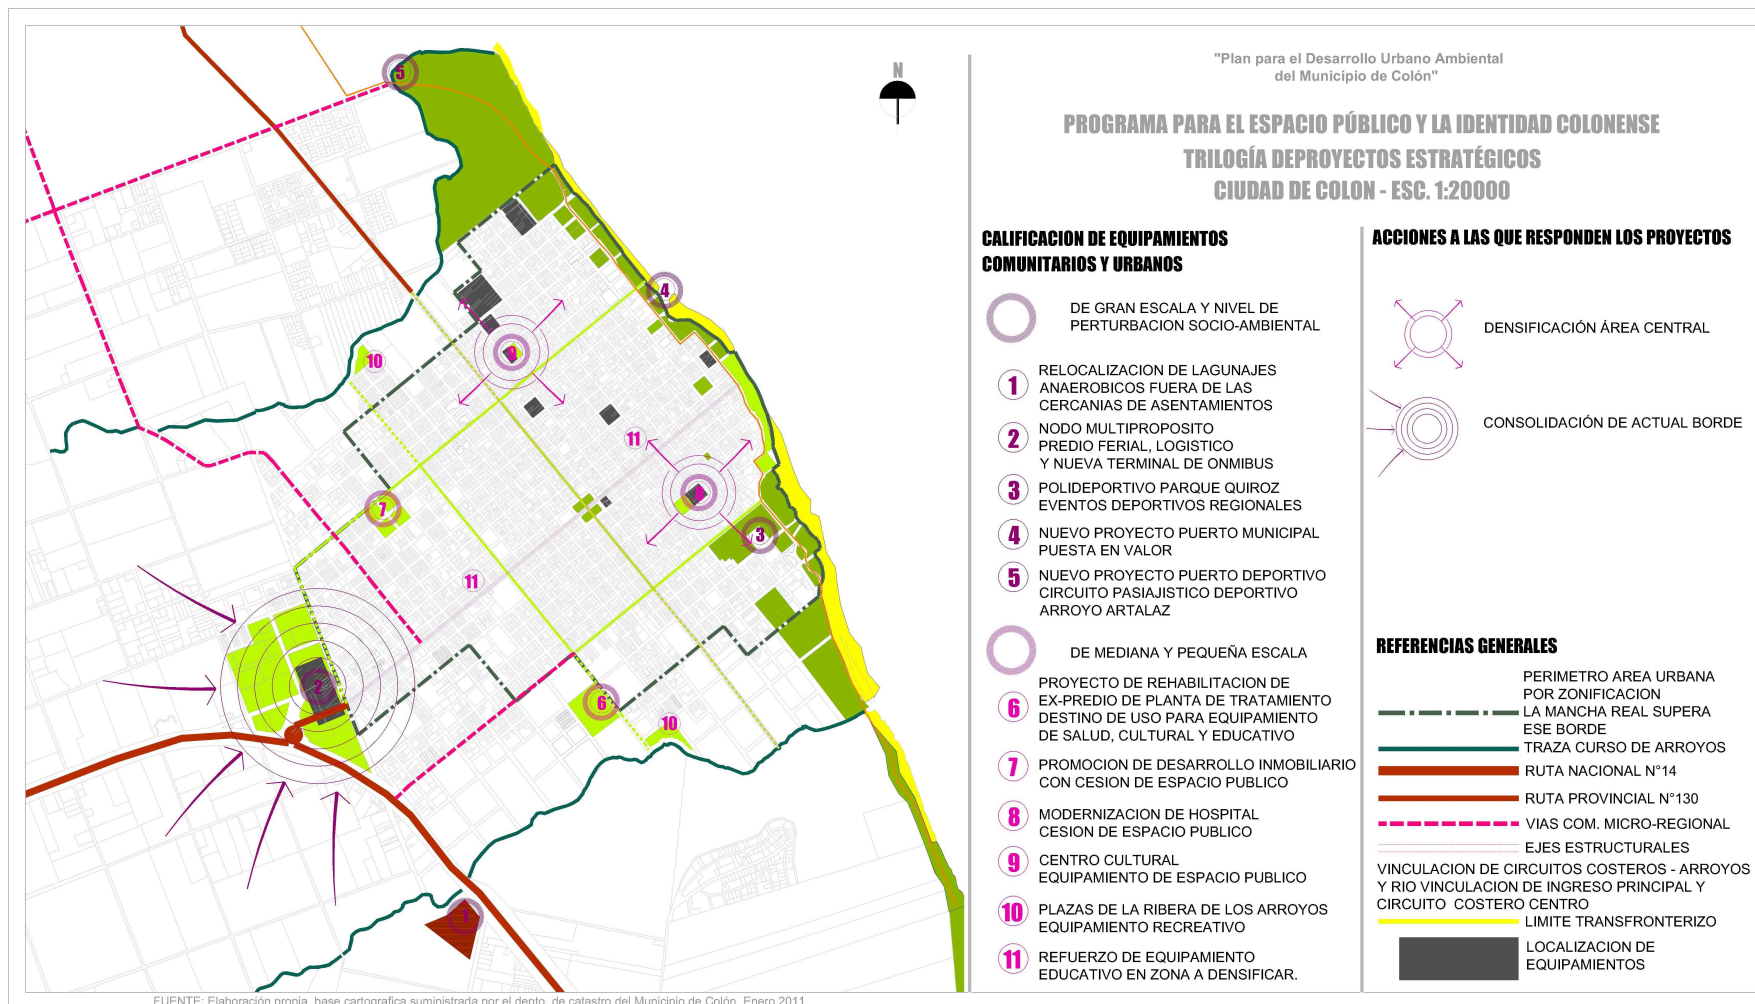 "Plan para el Desarrollo Urbano Ambiental
del Municipio de Colón"
PROGRAMA PARA EL ESPACIO PÚBLICO Y LA IDENTIDAD COLONENSE
TRILOGÍA DEPROYECTOS ESTRATÉGICOS
CIUDAD DE COLON - ESC. 1:20000
CALIFICACION DE EQUIPAMIENTOS
COMUNITARIOS Y URBANOS
DE GRAN ESCALA Y NIVEL DE
PERTURBACION SOCIO-AMBIENTAL
1
RELOCALIZACION DE LAGUNAJES
ANAEROBICOS FUERA DE LAS
CERCANIAS DE ASENTAMIENTOS
2
NODO MULTIPROPOSITO
PREDIO FERIAL, LOGISTICO
Y NUEVA TERMINAL DE ONMIBUS
3
POLIDEPORTIVO PARQUE QUIROZ
EVENTOS DEPORTIVOS REGIONALES
4
NUEVO PROYECTO PUERTO MUNICIPAL
PUESTA EN VALOR
5
NUEVO PROYECTO PUERTO DEPORTIVO
CIRCUITO PASIAJISTICO DEPORTIVO
ARROYO ARTALAZ
DE MEDIANA Y PEQUEÑA ESCALA
6
PROYECTO DE REHABILITACION DE
EX-PREDIO DE PLANTA DE TRATAMIENTO
DESTINO DE USO PARA EQUIPAMIENTO
DE SALUD, CULTURAL Y EDUCATIVO
7
PROMOCION DE DESARROLLO INMOBILIARIO
CON CESION DE ESPACIO PUBLICO
8
MODERNIZACION DE HOSPITAL
CESION DE ESPACIO PUBLICO
9
CENTRO CULTURAL
EQUIPAMIENTO DE ESPACIO PUBLICO
10
PLAZAS DE LA RIBERA DE LOS ARROYOS
EQUIPAMIENTO RECREATIVO
11
REFUERZO DE EQUIPAMIENTO
EDUCATIVO EN ZONA A DENSIFICAR.
ACCIONES A LAS QUE RESPONDEN LOS PROYECTOS
DENSIFICACIÓN ÁREA CENTRAL
CONSOLIDACIÓN DE ACTUAL BORDE
REFERENCIAS GENERALES
PERIMETRO AREA URBANA
POR ZONIFICACION
LA MANCHA REAL SUPERA
ESE BORDE
TRAZA CURSO DE ARROYOS
RUTA NACIONAL N°14
RUTA PROVINCIAL N°130
VIAS COM. MICRO-REGIONAL
EJES ESTRUCTURALES
VINCULACION DE CIRCUITOS COSTEROS - ARROYOS
Y RIO VINCULACION DE INGRESO PRINCIPAL Y
CIRCUITO COSTERO CENTRO
LIMITE TRANSFRONTERIZO
LOCALIZACION DE
EQUIPAMIENTOS
N
5
4
9
10
11
8
7
3
11
2
6
10
1
FUENTE: Elaboración propia, base cartografica suministrada por el depto. de catastro del Municipio de Colón. Enero 2011